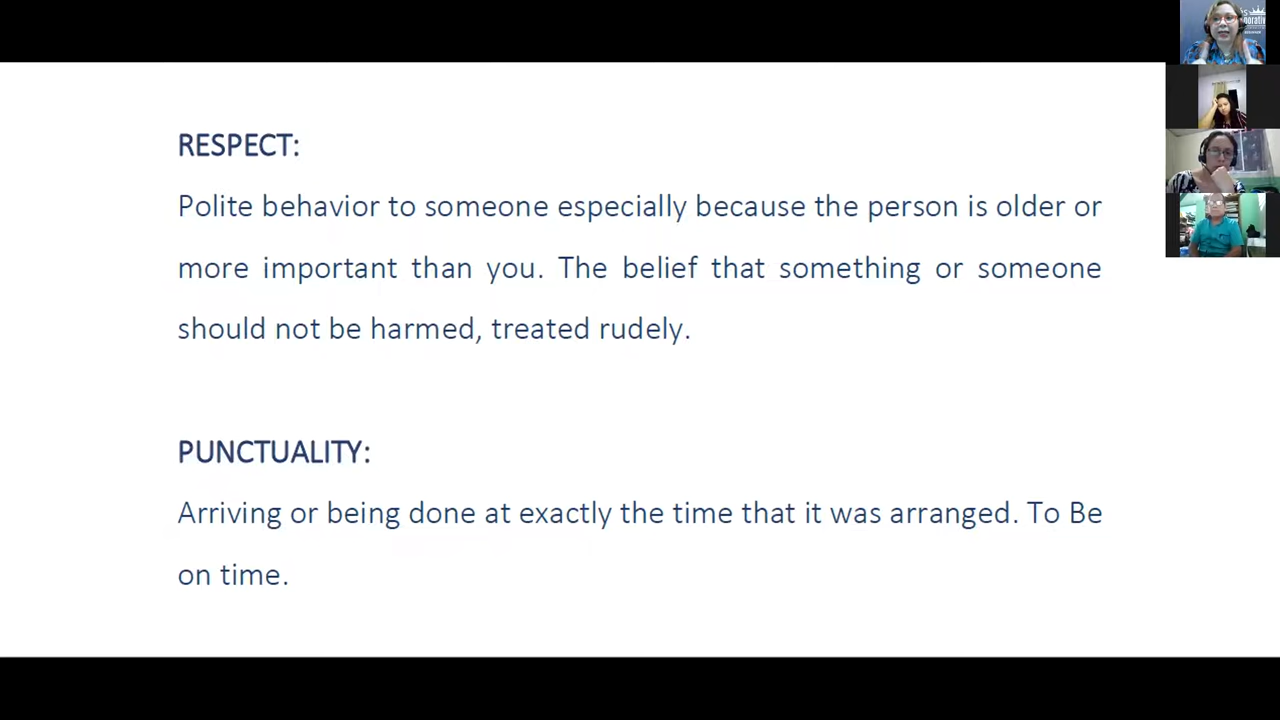 RESPECT:
Polite behavior to someone especially because the person is older or
more important than you. The belief that something or someone
should not be harmed, treated rudely.
PUNCTUALITY:
Arriving or being done at exactly the time that it was arranged. To Be
on time.